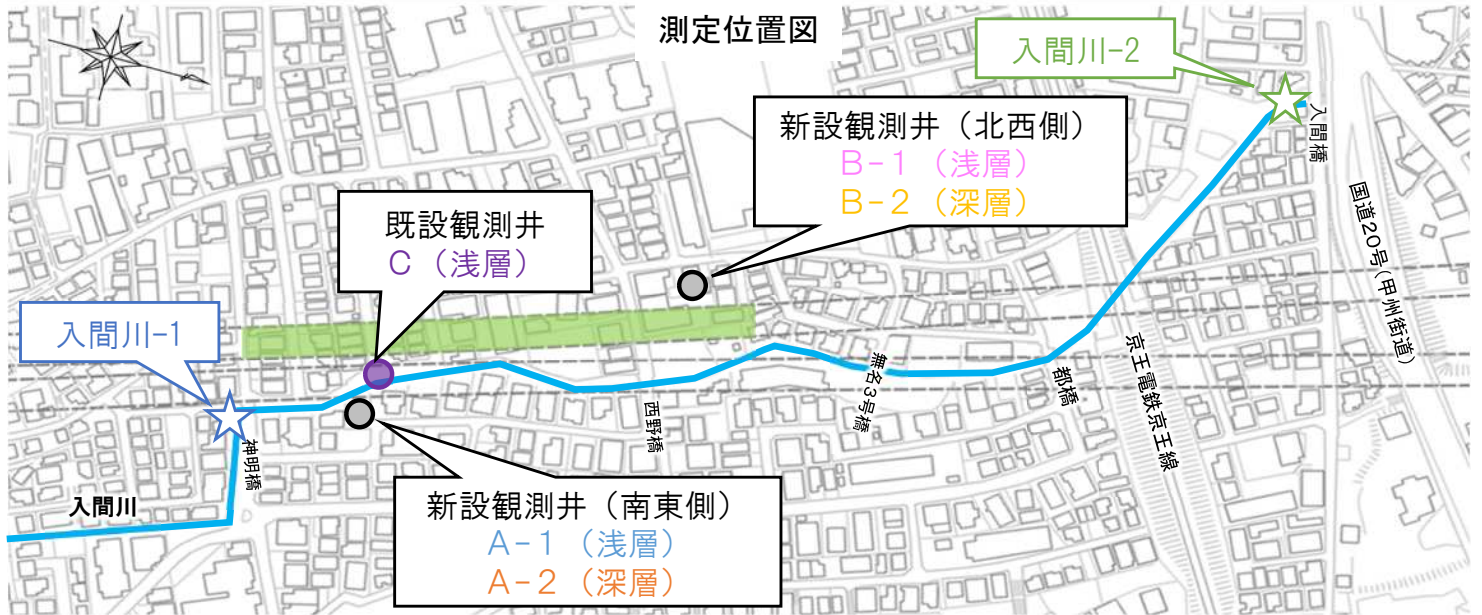 測定位置図
入間川-2
入間橋
新設観測井（北西側）
B-1（浅層）
B-2（深層）
国道20号(甲州街道)
既設観測井
C（浅層）
入間川-1
無名3号橋
都橋
京王電鉄京王線
西野橋
神明橋
入間川
新設観測井（南東側）
A-1（浅層）
A-2（深層）